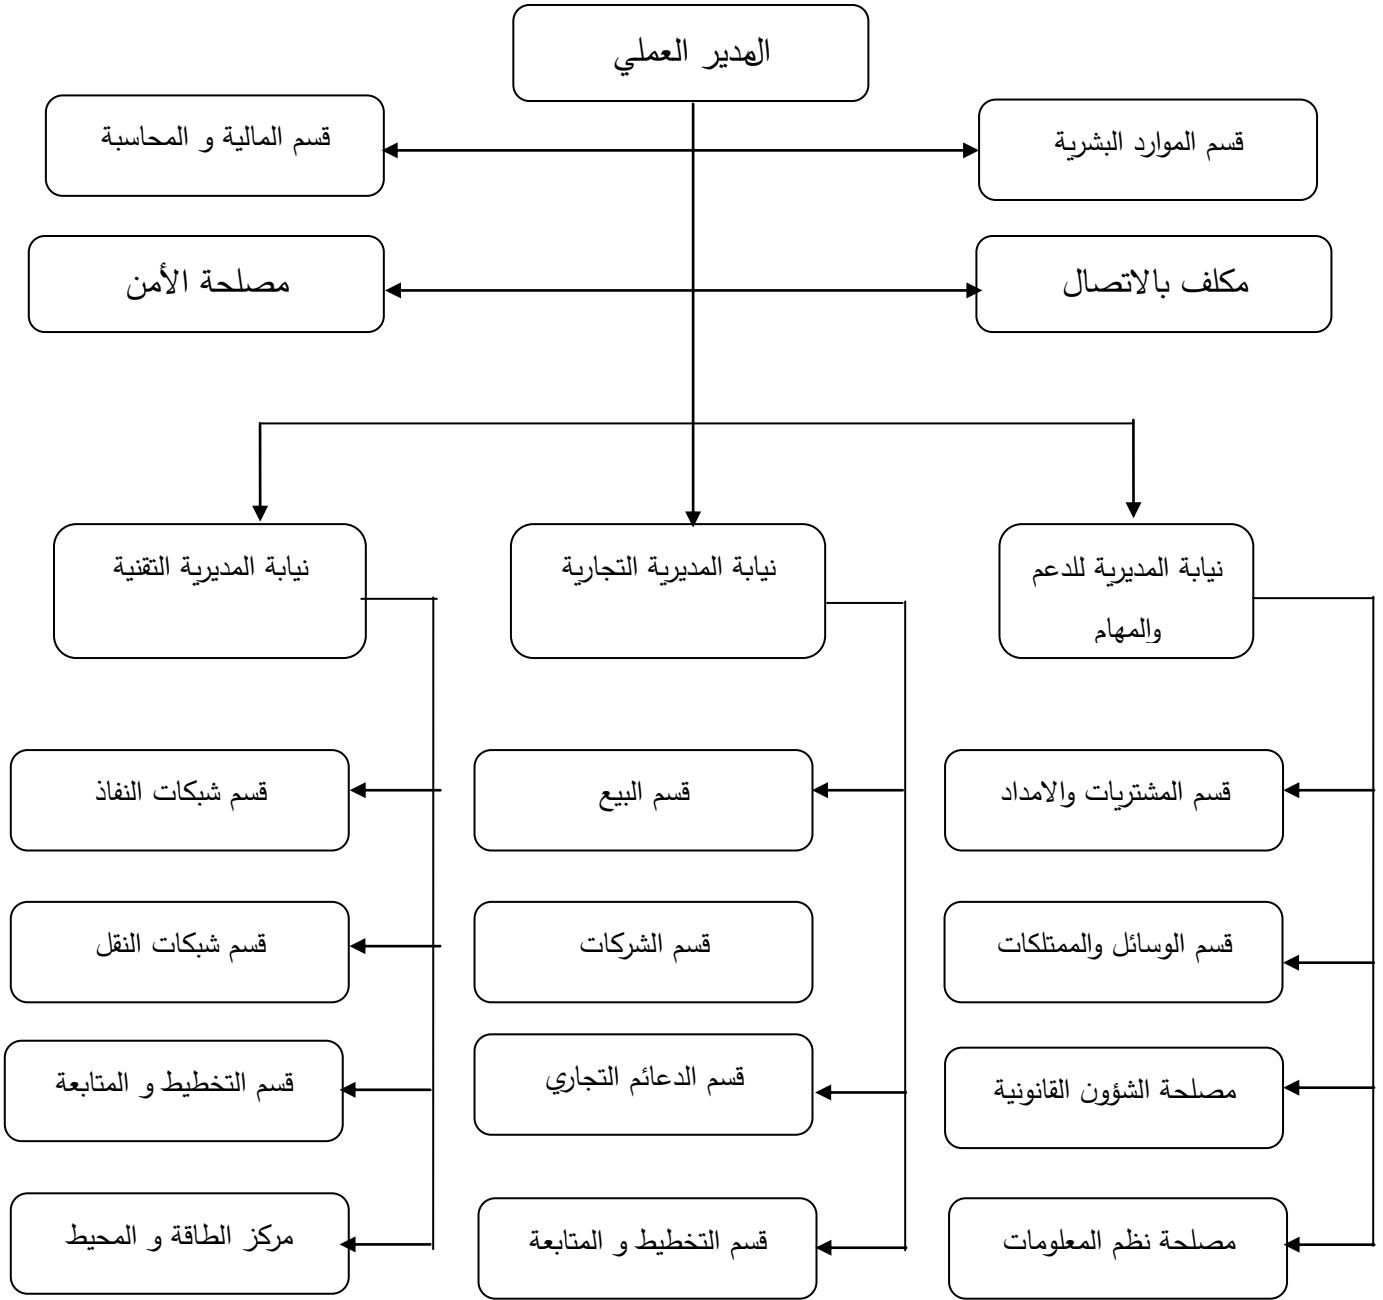 المدير العملي
قسم الموارد البشرية
قسم المالية و المحاسبة
مكلف بالاتصال
مصلحة الأمن
نيابة المديرية للدعم
والمهام
نيابة المديرية التجارية
نيابة المديرية التقنية
قسم المشتريات والامداد
قسم البيع
قسم شبكات النفاذ
قسم الوسائل والممتلكات
قسم الشركات
قسم شبكات النقل
مصلحة الشؤون القانونية
قسم الدعائم التجاري
قسم التخطيط و المتابعة
مصلحة نظم المعلومات
قسم التخطيط و المتابعة
مركز الطاقة و المحيط